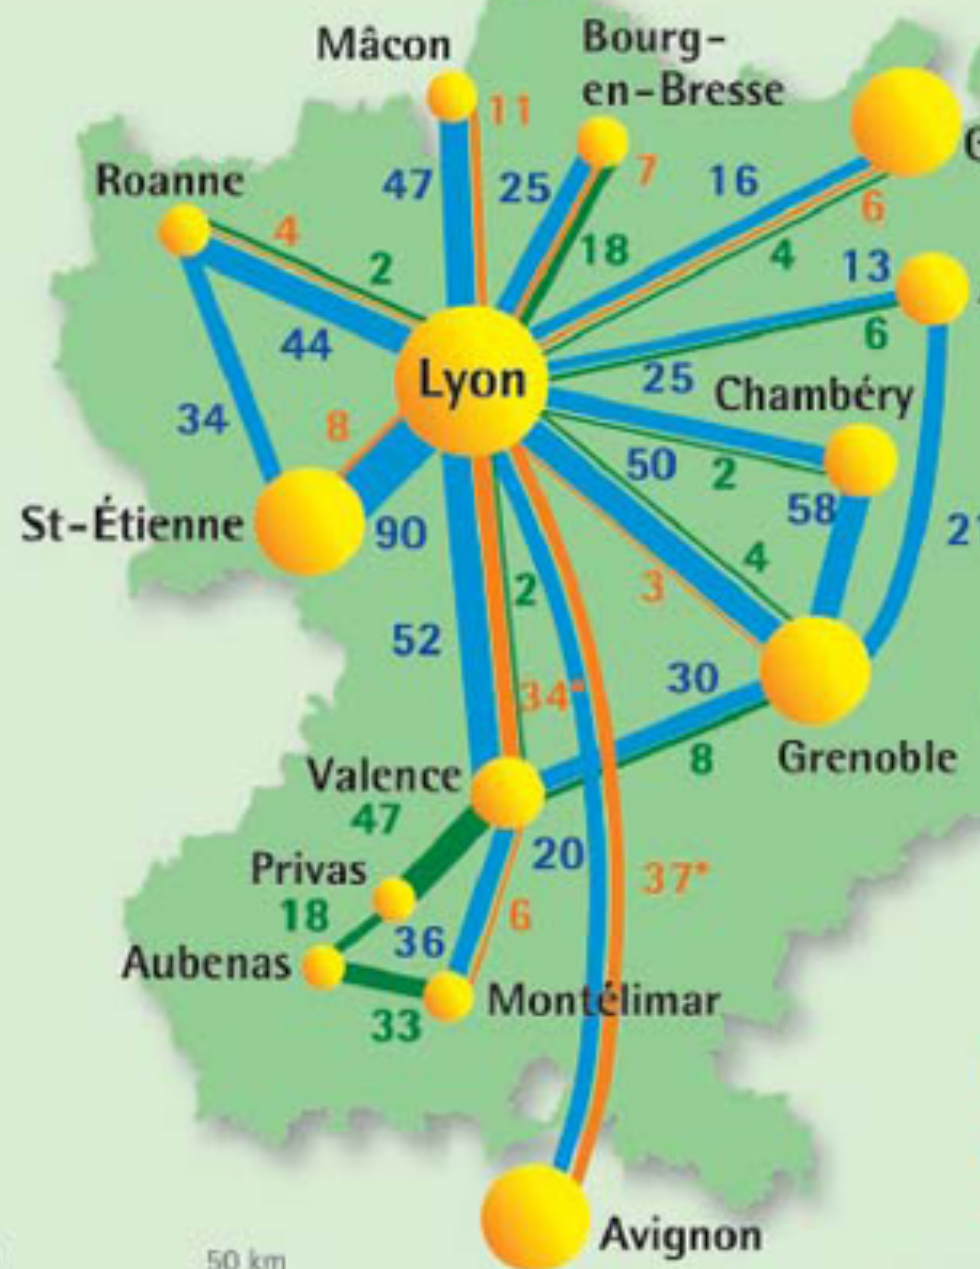 Mâcon
Bourg-
en-Bresse
11
47
25
7
16
G
Roanne
4
2
18
6
4
13
6
44
Lyon
25
Chambéry
34
8
50
2
58
St-Étienne
90
2
4
3
2
52
34*
30
Valence
8
Grenoble
47
20
Privas
37*
18
36
6
Aubenas
Montélimar
33
Avignon
50 km